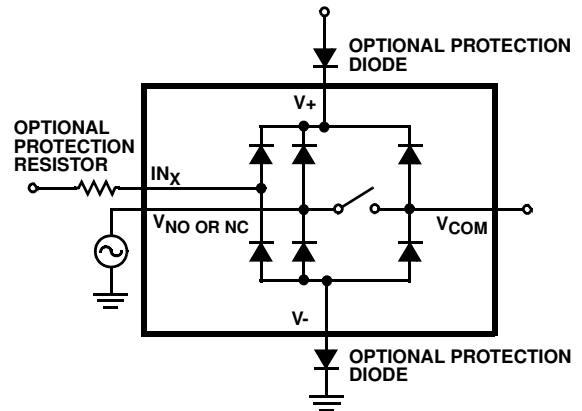 OPTIONAL PROTECTION
DIODE
V+
OPTIONAL
PROTECTION
RESISTOR
INX
VNO OR NC
VCOM
V-
OPTIONAL PROTECTION
DIODE